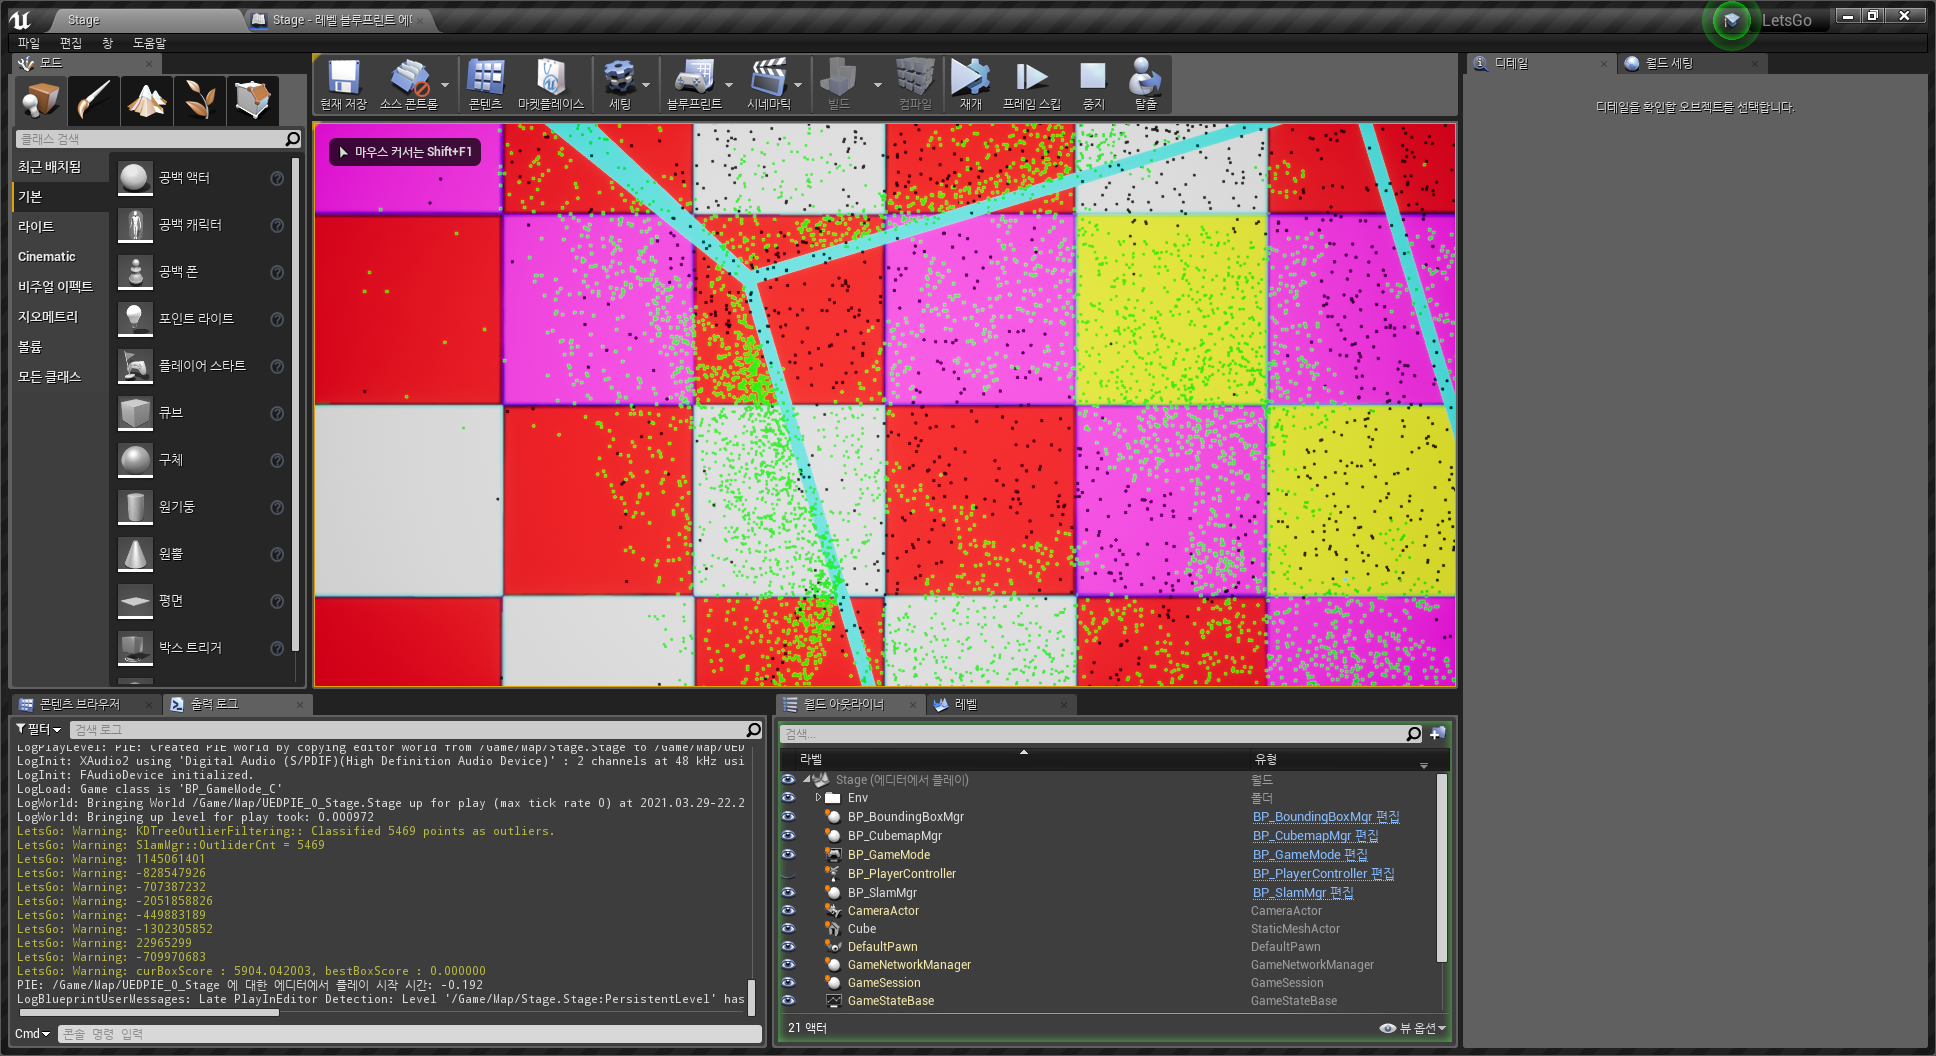 Stage
Stage - 레벨 블루프린트 에디
LetsGo
파일 편집 창 도움말
모드
클래스 검색
최근 배치됨
기본
라이트
Cinematic
비주얼 이펙트
지오메트리
볼륨
모든 클래스
공백 액터
공백 캐릭터
공백 폰
포인트 라이트
플레이어 스타트
큐브
구체
원기둥
원뿔
평면
박스 트리거
현재 저장
소스 콘트롤
콘텐츠
마켓플레이스
세팅
블루프린트
시네마틱
빌드
컴파일
재개
프레임 스킵
중지
탈출
마우스 커서는 Shift+F1
디테일
월드 세팅
디테일을 확인할 오브젝트를 선택합니다.
콘텐츠 브라우저
출력 로그
필터
검색 로그
LogPlayLevel: PIE: Created PIE world by copying editor world from /Game/Map/Stage.Stage to /Game/Map/UED
LogInit: XAudio2 using 'Digital Audio (S/PDIF)(High Definition Audio Device)' : 2 channels at 48 kHz usi
LogInit: FAudioDevice initialized.
LogLoad: Game class is 'BP_GameMode_C'
LogWorld: Bringing World /Game/Map/UEDPIE_0_Stage.Stage up for play (max tick rate 0) at 2021.03.29-22.2
LogWorld: Bringing up level for play took: 0.000972
LetsGo: Warning: KDTreeOutlierFiltering:: Classified 5469 points as outliers.
LetsGo: Warning: SlamMgr::OutliderCnt = 5469
LetsGo: Warning: 1145061401
LetsGo: Warning: -828547926
LetsGo: Warning: -707387232
LetsGo: Warning: -2051858826
LetsGo: Warning: -449883189
LetsGo: Warning: -1302305852
LetsGo: Warning: 22965299
LetsGo: Warning: -709970683
LetsGo: Warning: curBoxScore : 5904.042003, bestBoxScore : 0.000000
PIE: /Game/Map/UEDPIE_0_Stage 에 대한 에디터에서 플레이 시작 시간: -0.192
LogBlueprintUserMessages: Late PlayInEditor Detection: Level '/Game/Map/Stage.Stage:PersistentLevel' has
Cmd
콘솔 명령 입력
월드 아웃라이너
레벨
검색...
라벨 유형
Stage (에디터에서 플레이) 월드
Env 폴더
BP_BoundingBoxMgr BP_BoundingBoxMgr 편집
BP_CubemapMgr BP_CubemapMgr 편집
BP_GameMode BP_GameMode 편집
BP_PlayerController BP_PlayerController 편집
BP_SlamMgr BP_SlamMgr 편집
CameraActor CameraActor
Cube StaticMeshActor
DefaultPawn DefaultPawn
GameNetworkManager GameNetworkManager
GameSession GameSession
GameStateBase GameStateBase
21 액터
뷰 옵션